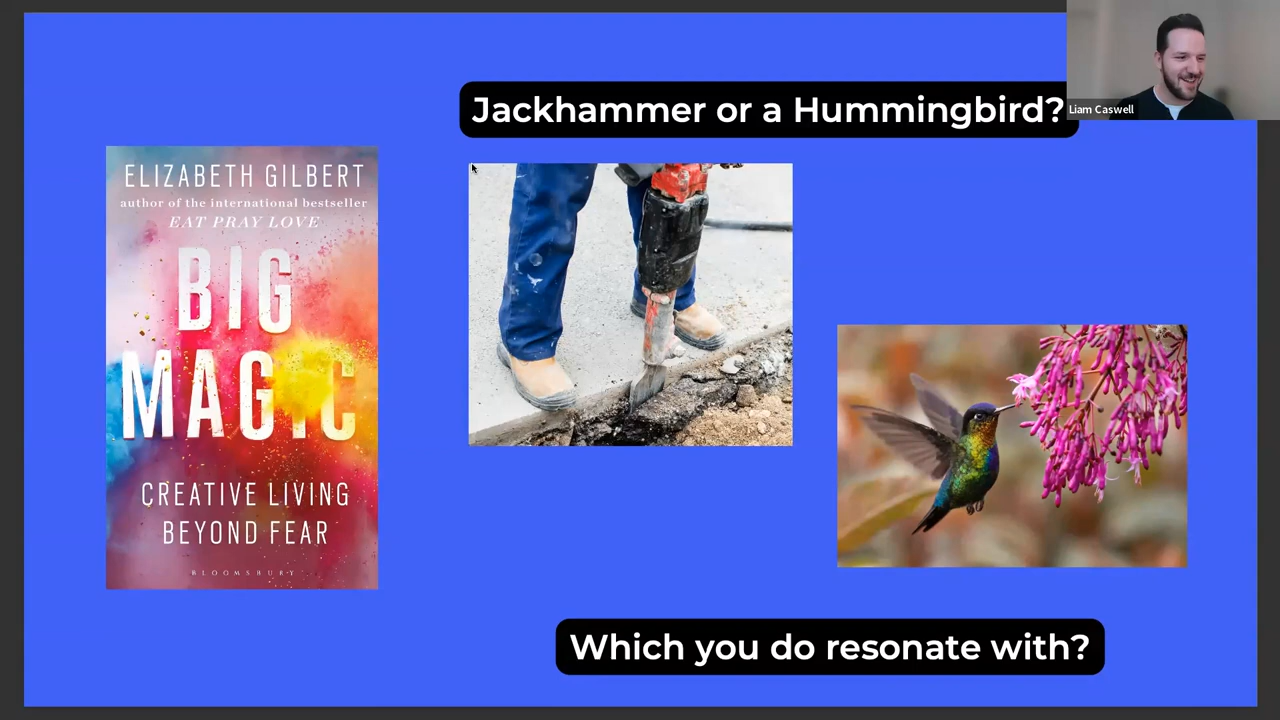 Jackhammer or a Hummingbird?
Liam Caswell
ELIZABETH GILBERT
author of the international bestseller
EAT PRAY LOVE
BIG
MAGIC
CREATIVE LIVING
BEYOND FEAR
BLOOMSBURY
Which you do resonate with?